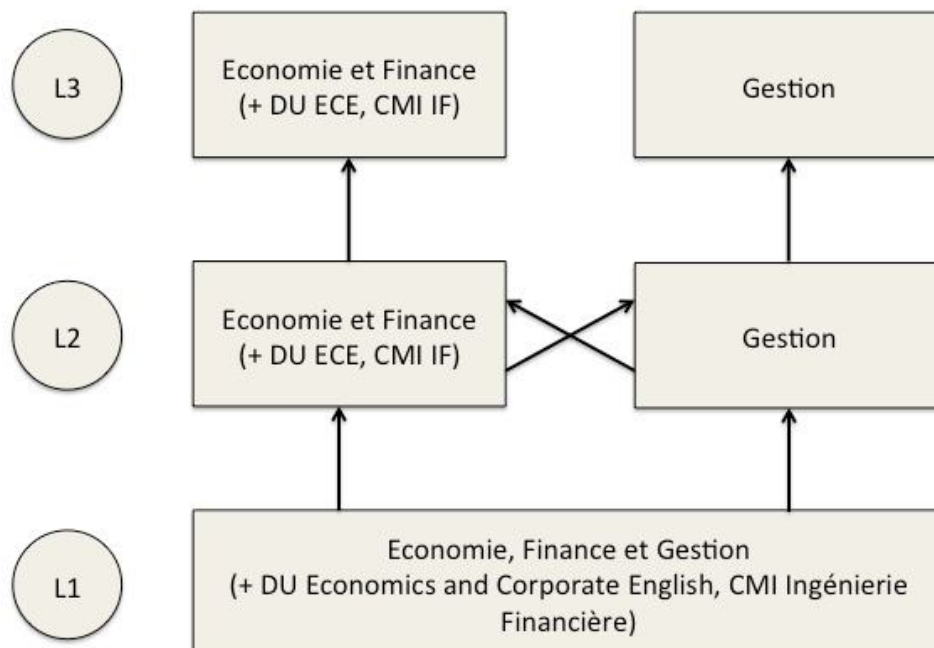 L3
Economie et Finance
(+ DU ECE, CMI IF)
Gestion
L2
Economie et Finance
(+ DU ECE, CMI IF)
Gestion
L1
Economie, Finance et Gestion
(+ DU Economics and Corporate English, CMI Ingénierie
Financière)